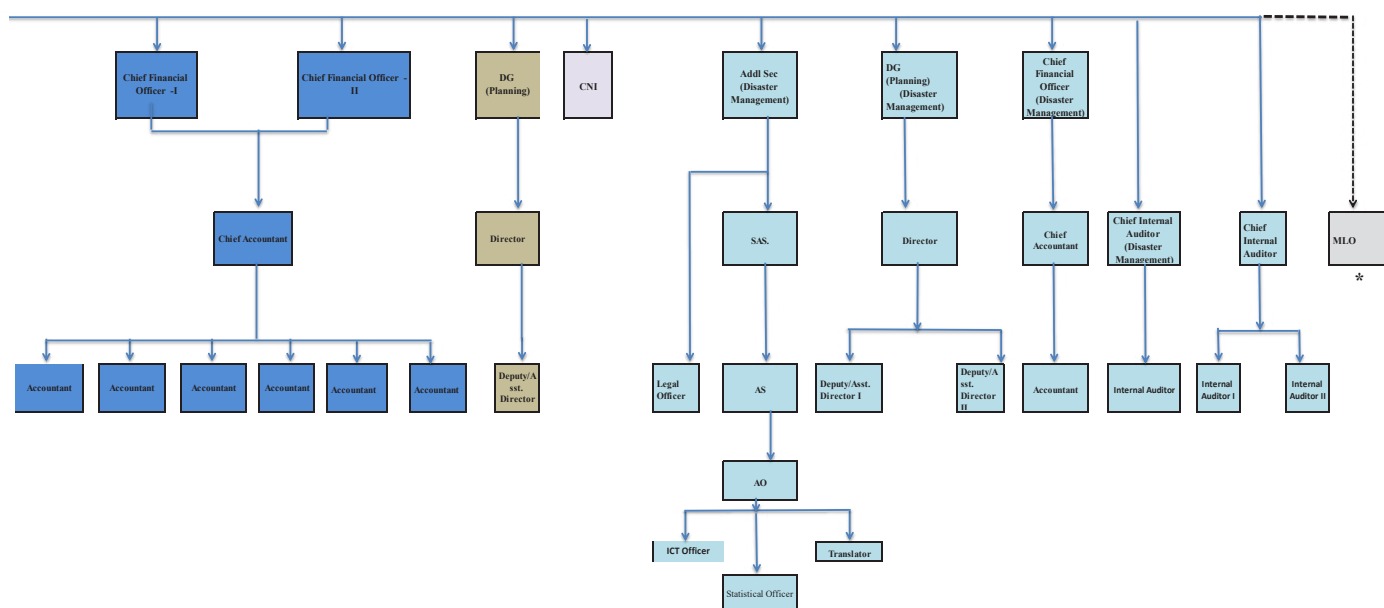 Chief Financial
Officer -I
Chief Financial Officer -
II
DG
(Planning)
CNI
Addl Sec
(Disaster
Management)
DG
(Planning)
(Disaster
Management)
Chief
Financial
Officer
(Disaster
Management)
Chief Accountant
Director
SAS.
Director
Chief
Accountant
Chief Internal
Auditor
(Disaster
Management)
Chief
Internal
Auditor
MLO
*
Accountant
Accountant
Accountant
Accountant
Accountant
Accountant
Deputy/A
sst.
Director
Legal
Officer
AS
Deputy/Asst.
Director I
Deputy/A
sst.
Director
II
Accountant
Internal Auditor
Internal
Auditor I
Internal
Auditor II
AO
ICT Officer
Translator
Statistical Officer